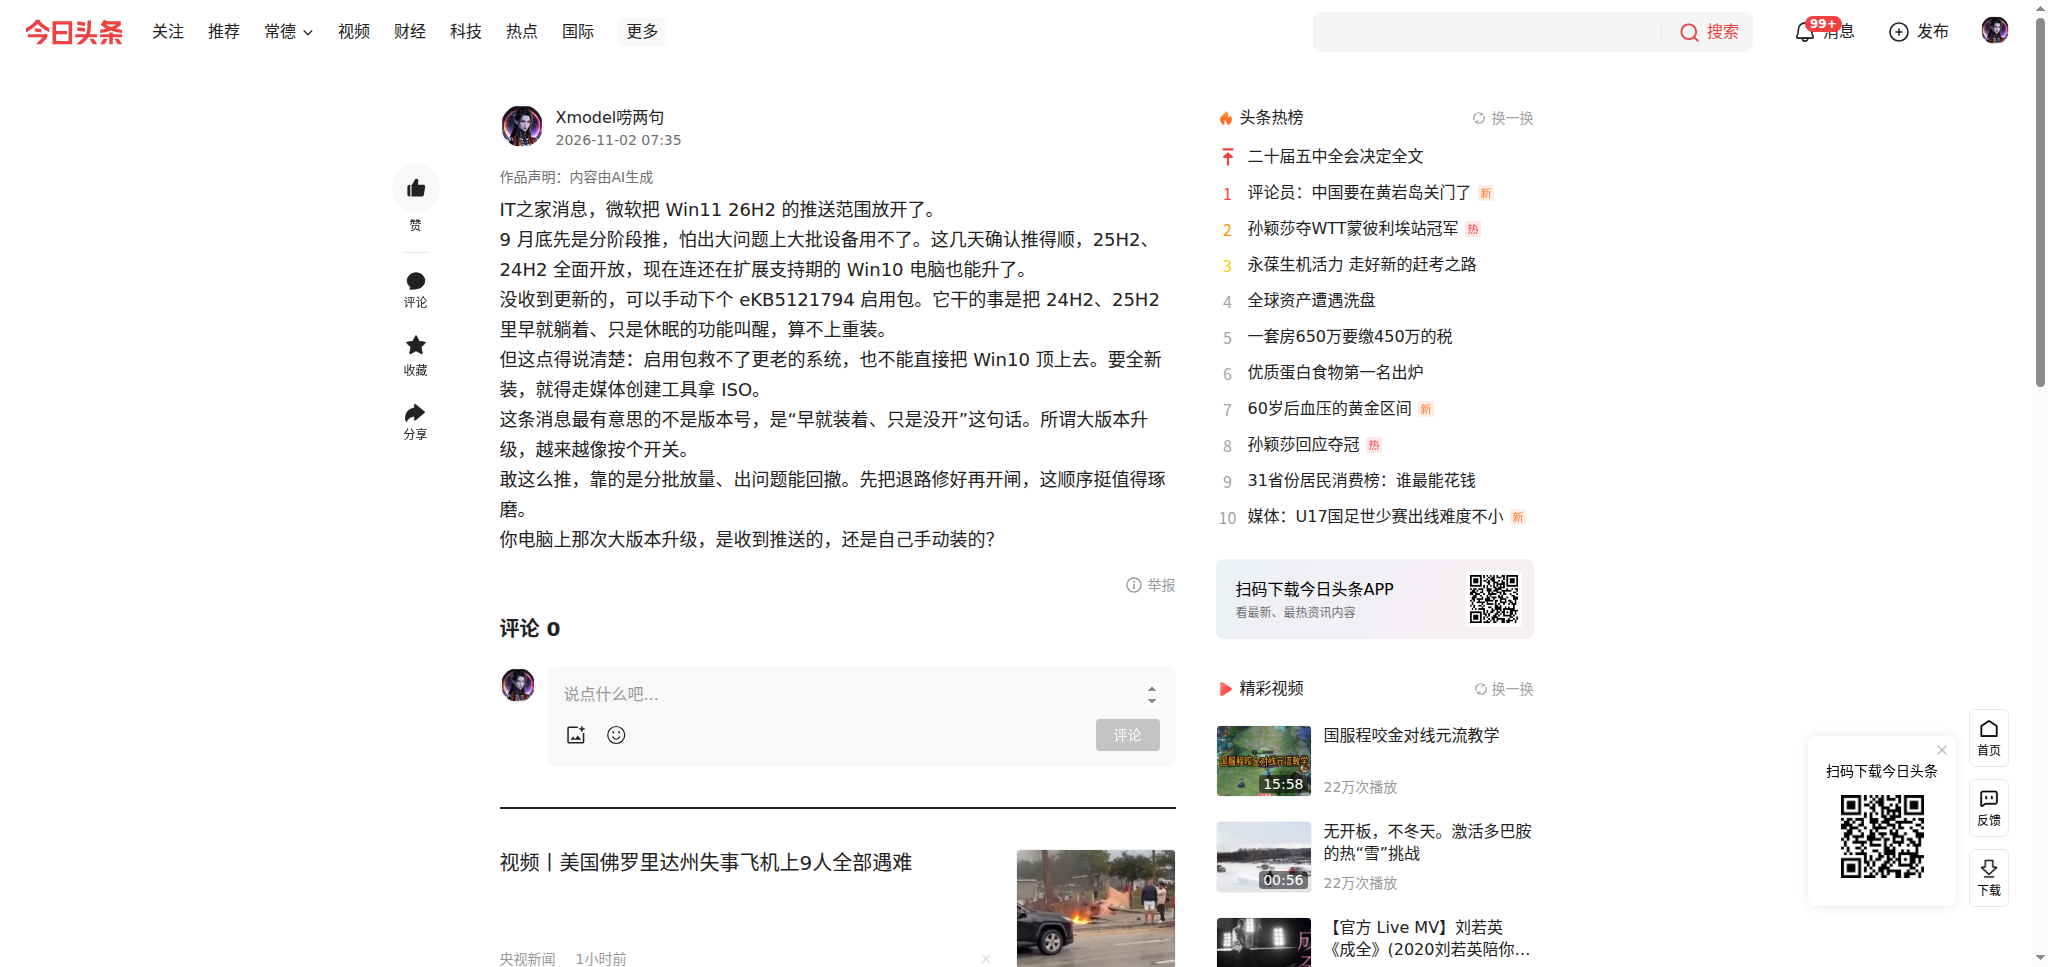 今日头条
关注 推荐 常德 视频 财经 科技 热点 国际 更多
搜索
99+
消息
发布
Xmodel唠两句
2026-11-02 07:35
作品声明：内容由AI生成
IT之家消息，微软把 Win11 26H2 的推送范围放开了。
9 月底先是分阶段推，怕出大问题上大批设备用不了。这几天确认推得顺，25H2、
24H2 全面开放，现在连还在扩展支持期的 Win10 电脑也能升了。
没收到更新的，可以手动下个 eKB5121794 启用包。它干的事是把 24H2、25H2
里早就躺着、只是休眠的功能叫醒，算不上重装。
但这点得说清楚：启用包救不了更老的系统，也不能直接把 Win10 顶上去。要全新
装，就得走媒体创建工具拿 ISO。
这条消息最有意思的不是版本号，是“早就装着、只是没开”这句话。所谓大版本升
级，越来越像按个开关。
敢这么推，靠的是分批放量、出问题能回撤。先把退路修好再开闸，这顺序挺值得琢
磨。
你电脑上那次大版本升级，是收到推送的，还是自己手动装的？
赞
评论
收藏
分享
举报
评论 0
说点什么吧...
评论
视频丨美国佛罗里达州失事飞机上9人全部遇难
央视新闻 1小时前
头条热榜
换一换
二十届五中全会决定全文
1 评论员：中国要在黄岩岛关门了 新
2 孙颖莎夺WTT蒙彼利埃站冠军 热
3 永葆生机活力 走好新的赶考之路
4 全球资产遭遇洗盘
5 一套房650万要缴450万的税
6 优质蛋白食物第一名出炉
7 60岁后血压的黄金区间 新
8 孙颖莎回应夺冠 热
9 31省份居民消费榜：谁最能花钱
10 媒体：U17国足世少赛出线难度不小 新
扫码下载今日头条APP
看最新、最热资讯内容
精彩视频
换一换
国服程咬金对线元流教学
15:58
国服程咬金对线元流教学
22万次播放
无开板，不冬天。激活多巴胺
的热“雪”挑战
00:56
22万次播放
【官方 Live MV】刘若英
《成全》(2020刘若英陪你...
扫码下载今日头条
首页
反馈
下载